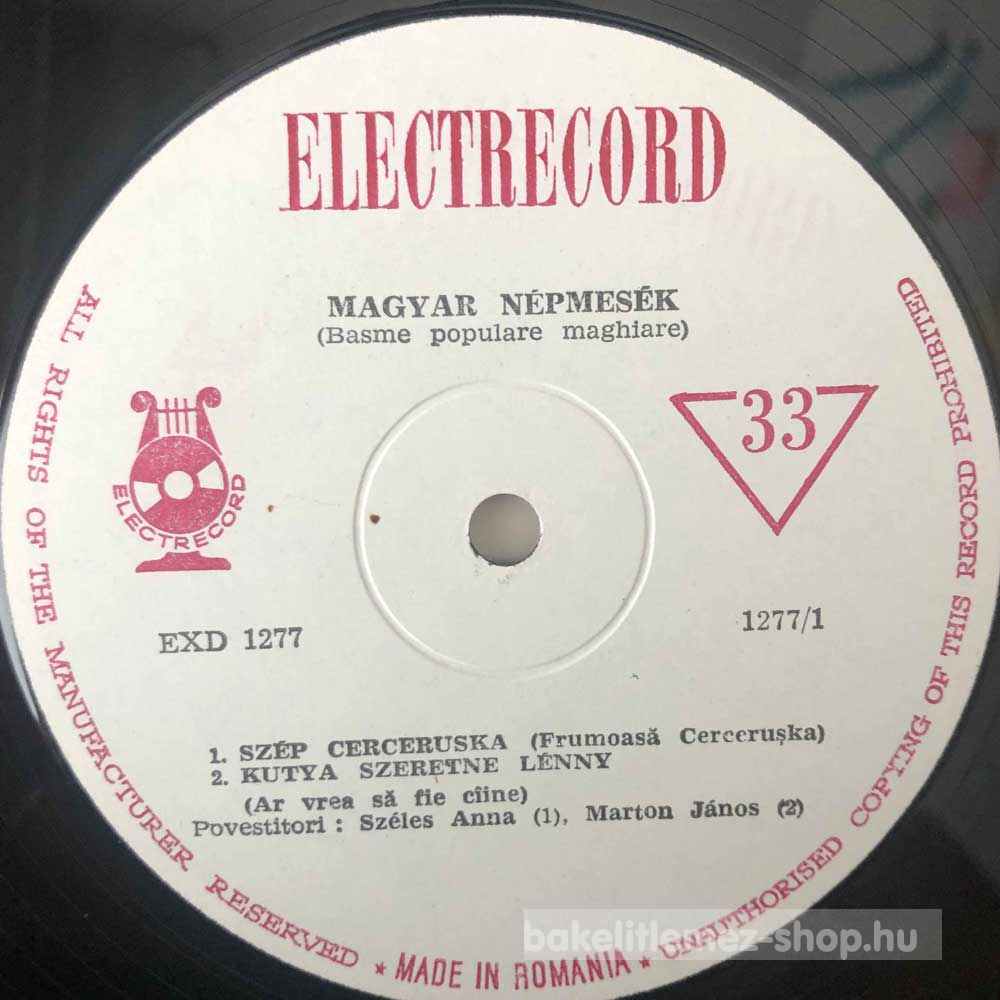 ELECTRECORD
MAGYAR NÉPMESÉK
(Basme populare maghiare)
ELECTRECORD
33
EXD 1277
1277/1
1. SZÉP CERCERUSKA (Frumoasă Cercerușka)
2. KUTYA SZERETNE LÉNNY
(Ar vrea să fie cîine)
Povestitori : Széles Anna (1), Marton János (2)
ALL RIGHTS OF THE MANUFACTURER RESERVED * MADE IN ROMANIA * UNAUTHORISED COPYING OF THIS RECORD PROHIBITED
bakelitlemez-shop.hu